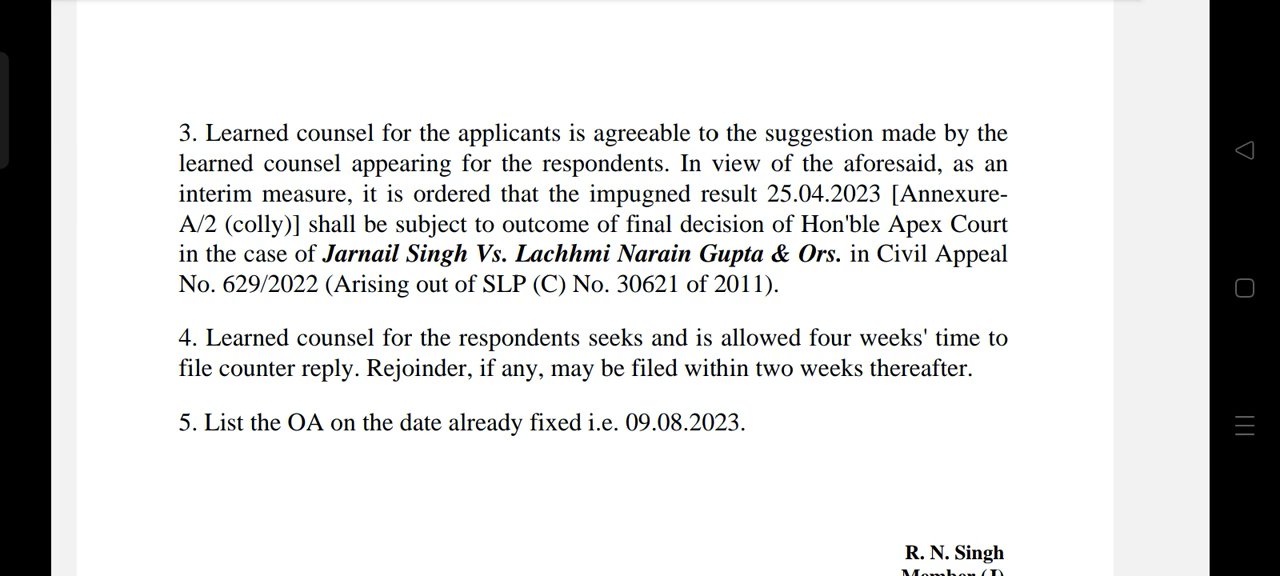 3. Learned counsel for the applicants is agreeable to the suggestion made by the
learned counsel appearing for the respondents. In view of the aforesaid, as an
interim measure, it is ordered that the impugned result 25.04.2023 [Annexure-
A/2 (colly)] shall be subject to outcome of final decision of Hon'ble Apex Court
in the case of Jarnail Singh Vs. Lachhmi Narain Gupta & Ors. in Civil Appeal
No. 629/2022 (Arising out of SLP (C) No. 30621 of 2011).
4. Learned counsel for the respondents seeks and is allowed four weeks' time to
file counter reply. Rejoinder, if any, may be filed within two weeks thereafter.
5. List the OA on the date already fixed i.e. 09.08.2023.
R. N. Singh
Member (J)